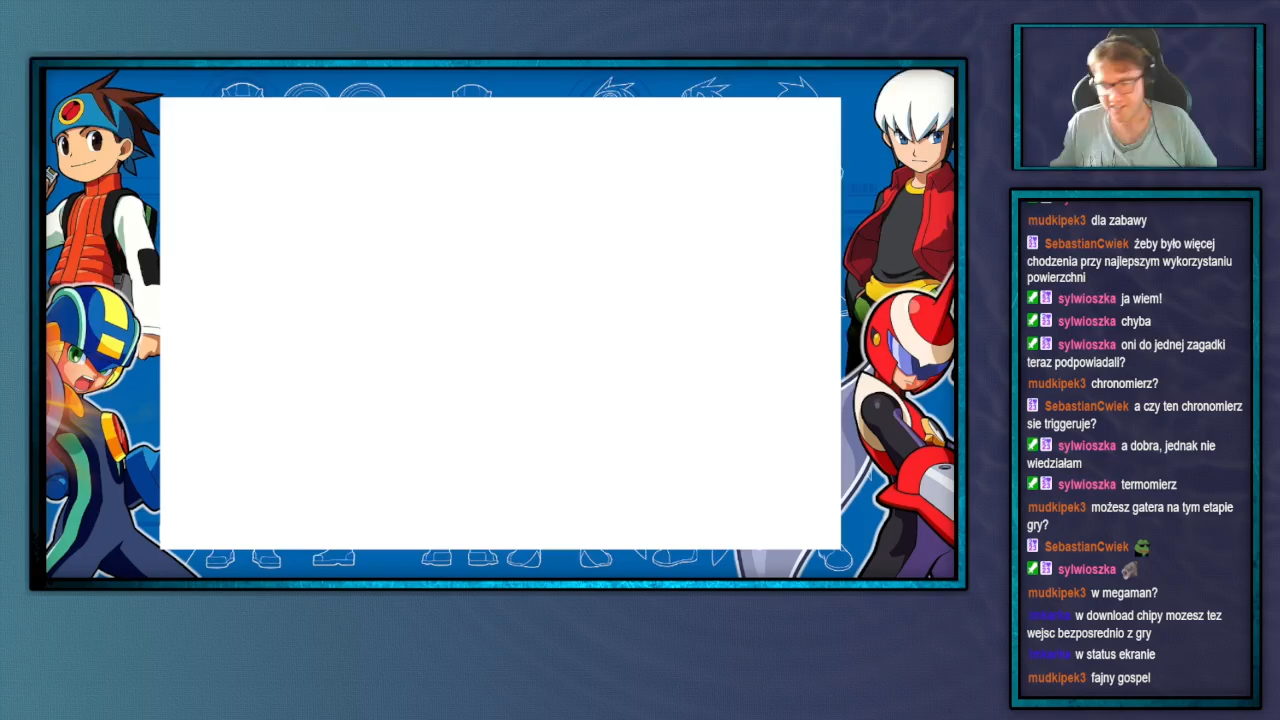 mudkipek3 dla zabawy
SebastianCwiek żeby było więcej
chodzenia przy najlepszym wykorzystaniu
powierzchni
sylwioszka ja wiem!
sylwioszka chyba
sylwioszka oni do jednej zagadki
teraz podpowiadali?
mudkipek3 chronomierz?
SebastianCwiek a czy ten chronomierz
sie triggeruje?
sylwioszka a dobra, jednak nie
wiedziałam
sylwioszka termomierz
mudkipek3 możesz gatera na tym etapie
gry?
SebastianCwiek
sylwioszka
mudkipek3 w megaman?
w download chipy mozesz tez
wejsc bezposrednio z gry
w status ekranie
mudkipek3 fajny gospel